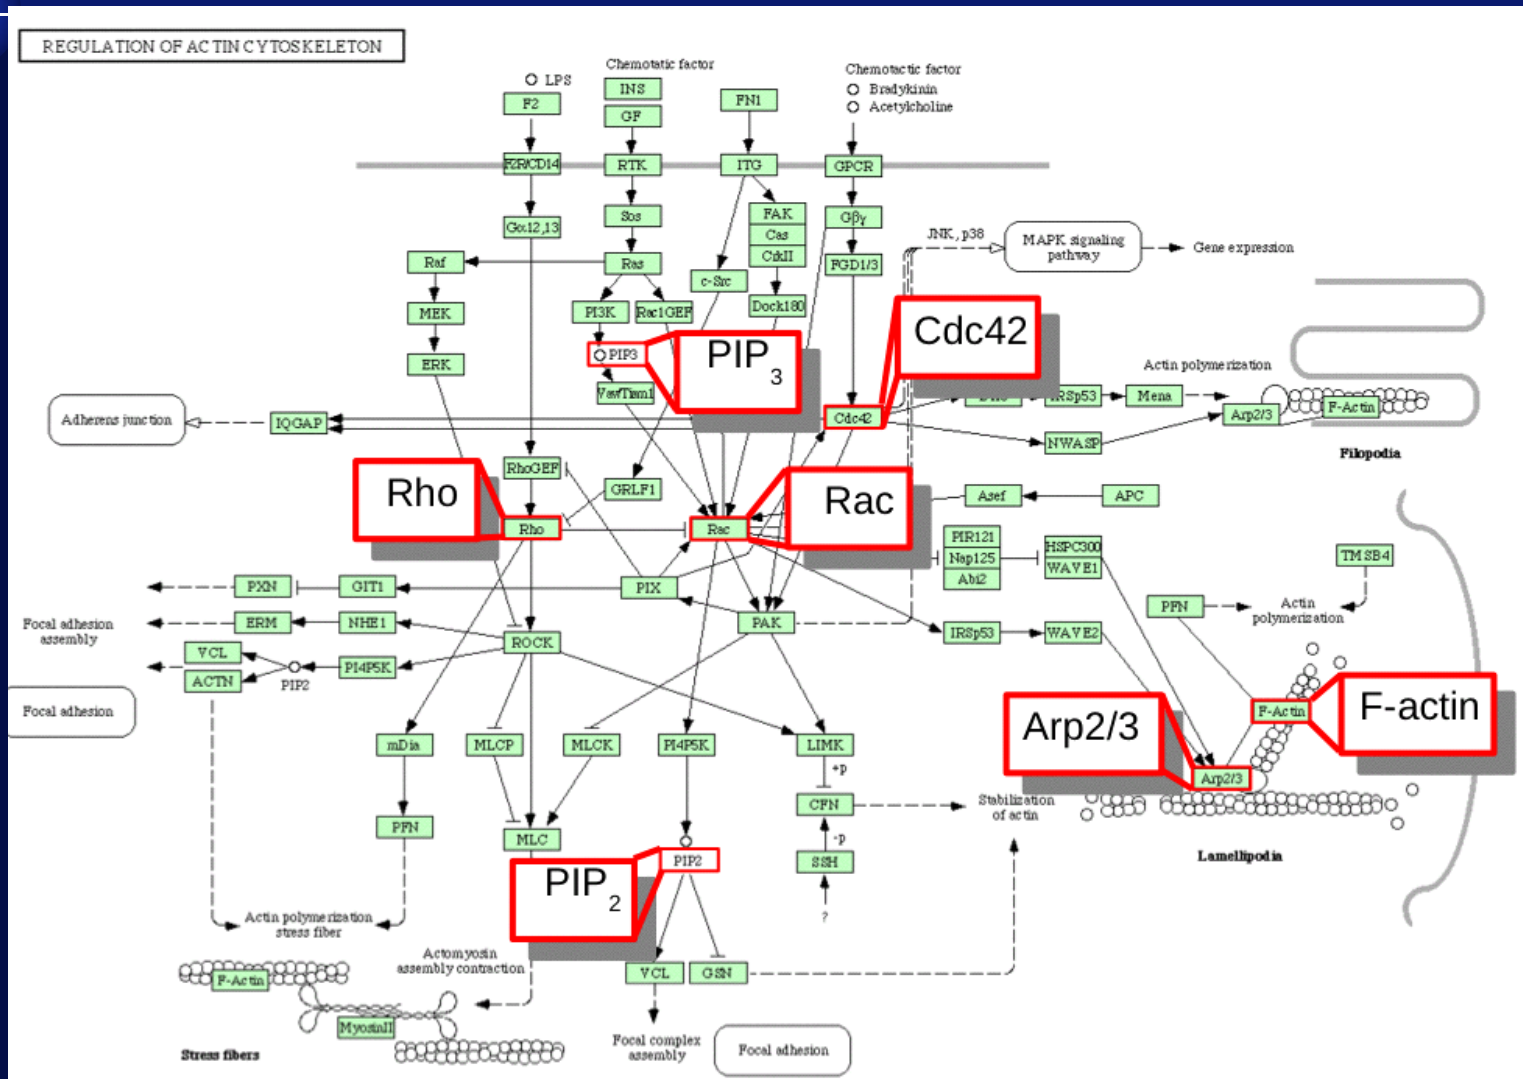 REGULATION OF ACTIN CYTOSKELETON
Chemotatic factor
Chemotactic factor
LPS
INS
Bradykinin
F2
FN1
Acetylcholine
GF
F2R/CD14
RTK
ITG
GPCR
Sos
FAK
Gβγ
Gα12,13
Cas
JNK, p38
MAPK signaling
pathway
Gene expression
Raf
Ras
CrkII
FGD1/3
c-Src
MEK
PI3K
Rac1GEF
Dock180
Cdc42
ERK
PIP3
PIP
3
Actin polymerization
Vav/Tiam1
IRSp53
Mena
Adherens junction
IQGAP
Cdc42
Arp2/3
F-Actin
NWASP
Filopodia
RhoGEF
Rho
GRLF1
Rac
Asef
APC
Rho
Rac
PIR121
Nap125
Abi2
HSPC300
WAVE1
TMSB4
PXN
GIT1
PIX
PFN
Actin
polymerization
Focal adhesion
assembly
ERM
NHE1
PAK
ROCK
IRSp53
WAVE2
VCL
ACTN
PIP2
PI4P5K
Focal adhesion
F-Actin
F-actin
Arp2/3
mDia
MLCP
MLCK
PI4P5K
LIMK
+p
Arp2/3
CFN
Stabilization
of actin
PFN
MLC
-p
SSH
Lamellipodia
PIP2
PIP
2
?
Actin polymerization
stress fiber
Actomyosin
assembly contraction
VCL
GSN
F-Actin
MyosinII
Stress fibers
Focal complex
assembly
Focal adhesion